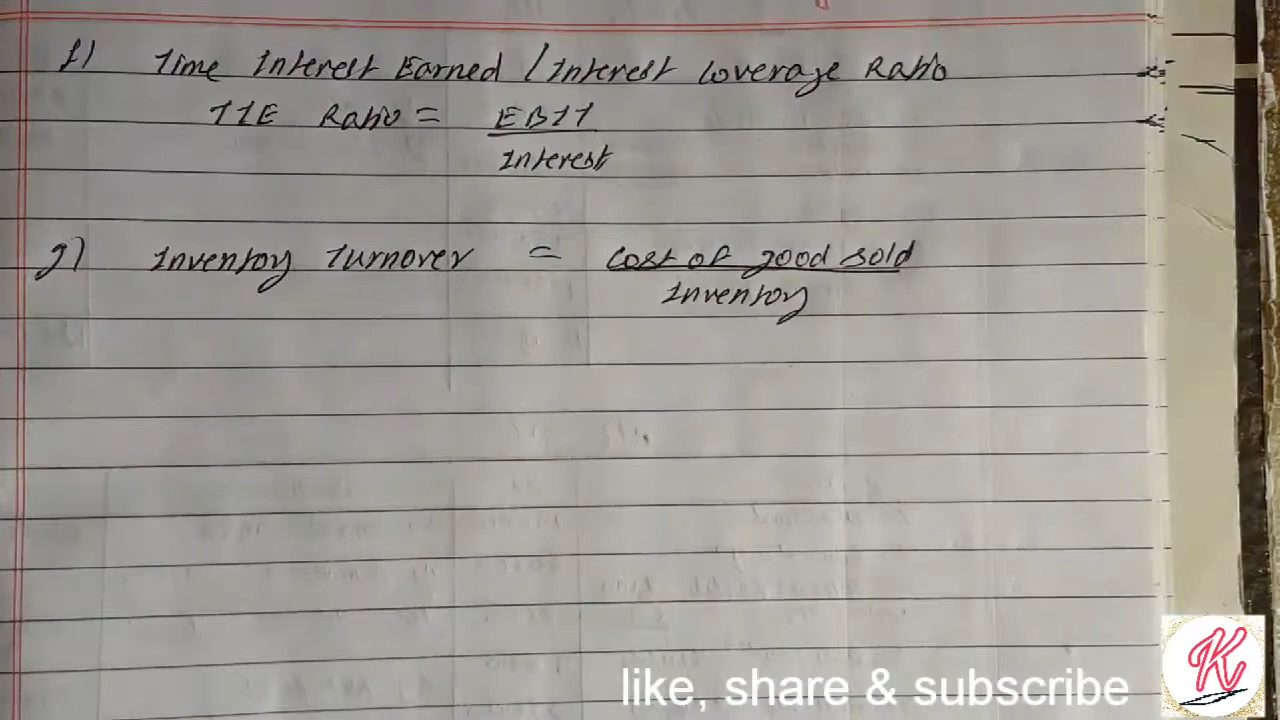 f) Time Interest Earned / Interest Coverage Ratio
TIE Ratio = EBIT
Interest
g) Inventory Turnover = Cost of good sold
Inventory
K
like, share & subscribe